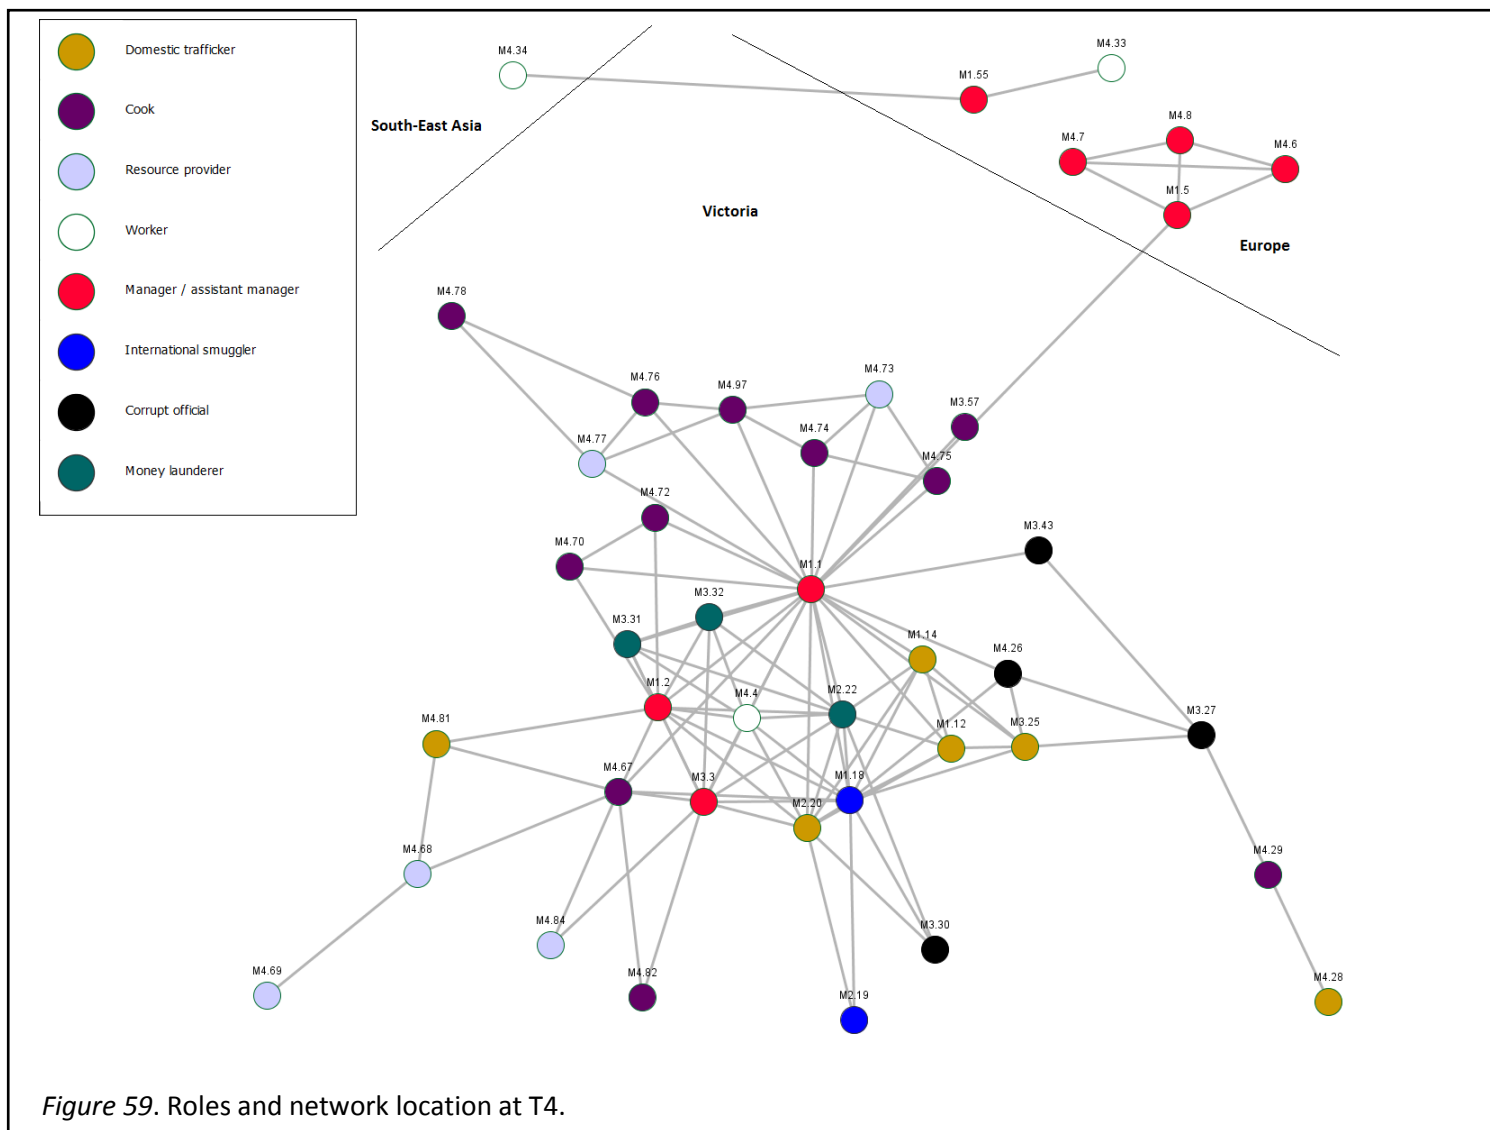 Domestic trafficker
Cook
Resource provider
Worker
Manager / assistant manager
International smuggler
Corrupt official
Money launderer
M4.34
M4.33
M1.55
South-East Asia
M4.8
M4.7
M4.6
M1.5
Victoria
Europe
M4.78
M4.76
M4.97
M4.73
M3.57
M4.74
M4.77
M4.75
M4.72
M3.43
M4.70
M1.1
M3.32
M3.31
M1.14
M4.26
M1.2
M4.4
M2.22
M3.27
M4.81
M1.12
M3.25
M4.67
M3.3
M1.18
M2.20
M4.68
M4.29
M4.84
M3.30
M4.69
M4.82
M2.19
M4.28
Figure 59. Roles and network location at T4.